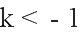 k < - 1